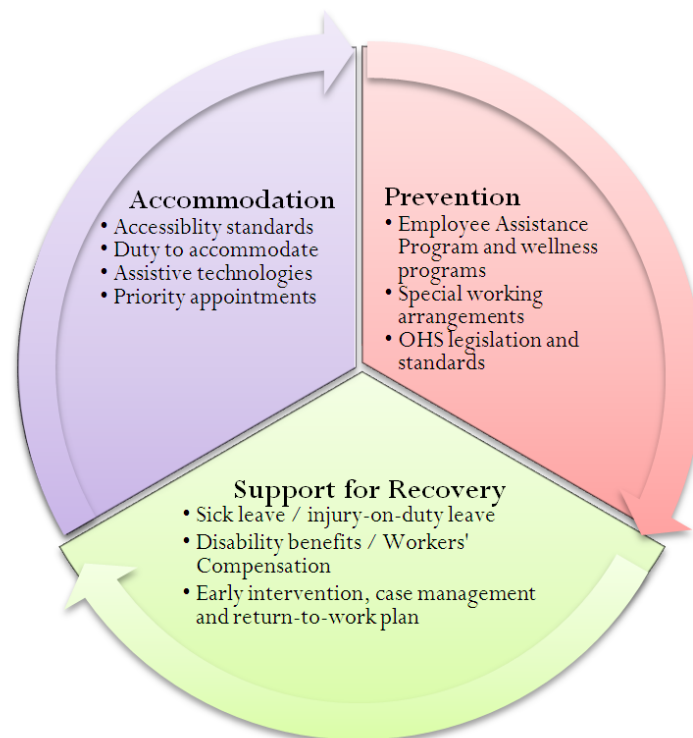 Accommodation
• Accessiblity standards
• Duty to accommodate
• Assistive technologies
• Priority appointments
Prevention
• Employee Assistance
Program and wellness
programs
• Special working
arrangements
• OHS legislation and
standards
Support for Recovery
• Sick leave / injury-on-duty leave
• Disability benefits / Workers'
Compensation
• Early intervention, case management
and return-to-work plan